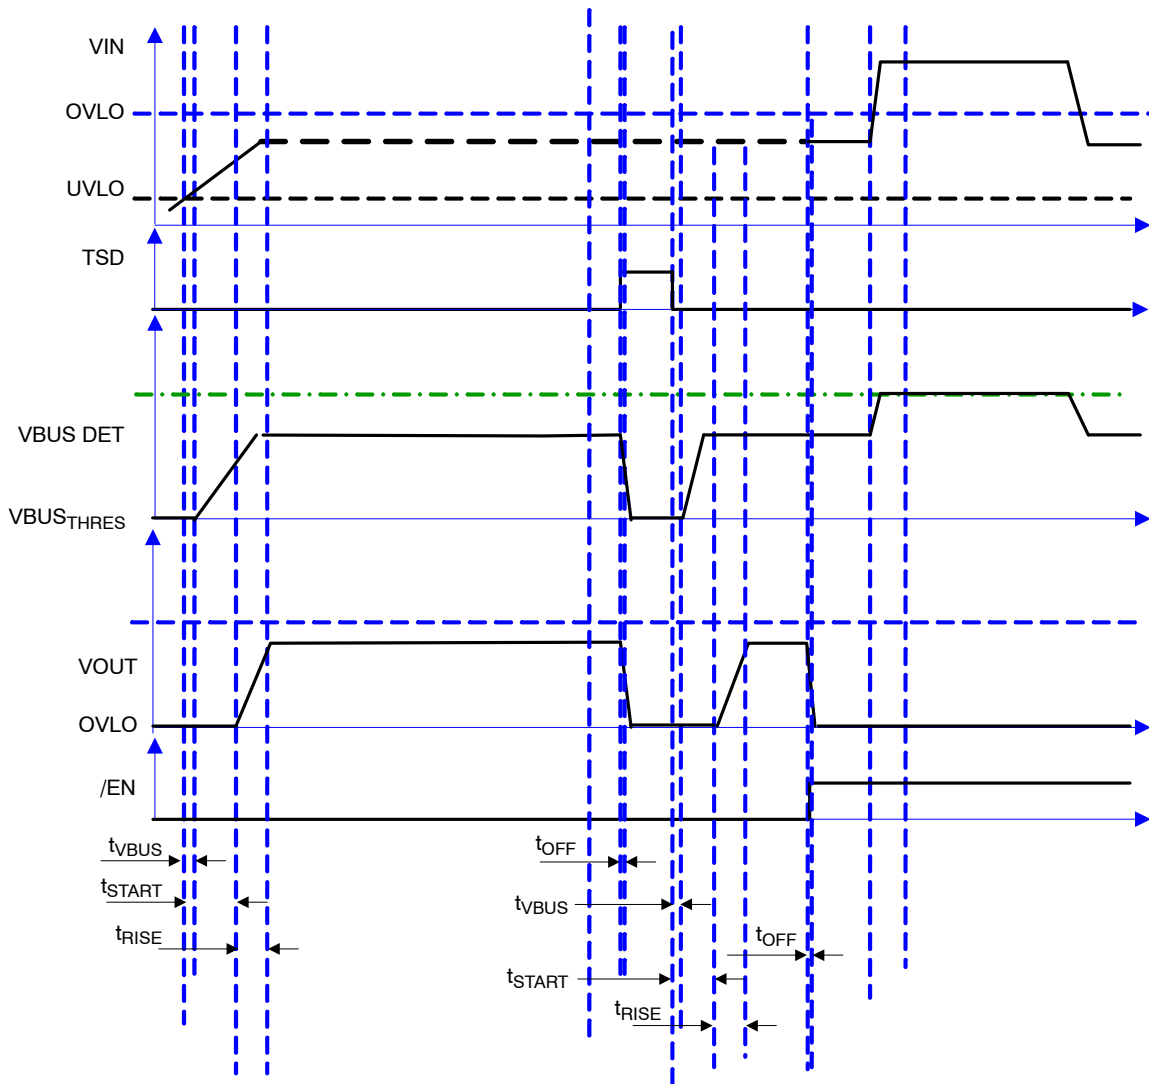 VIN
OVLO
UVLO
TSD
VBUS DET
VBUSTHRES
VOUT
OVLO
/EN
tVBUS
tSTART
tRISE
tOFF
tVBUS
tOFF
tSTART
tRISE